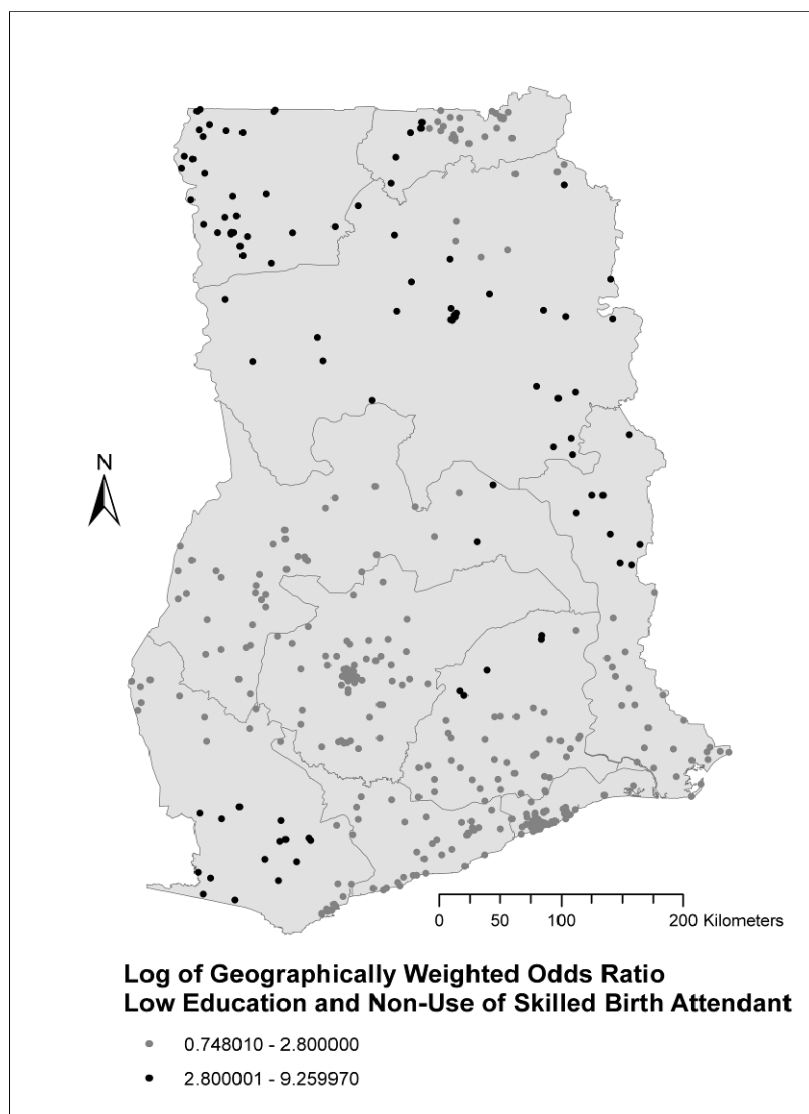 N
0 50 100 200 Kilometers
Log of Geographically Weighted Odds Ratio
Low Education and Non-Use of Skilled Birth Attendant
0.748010 - 2.800000
2.800001 - 9.259970